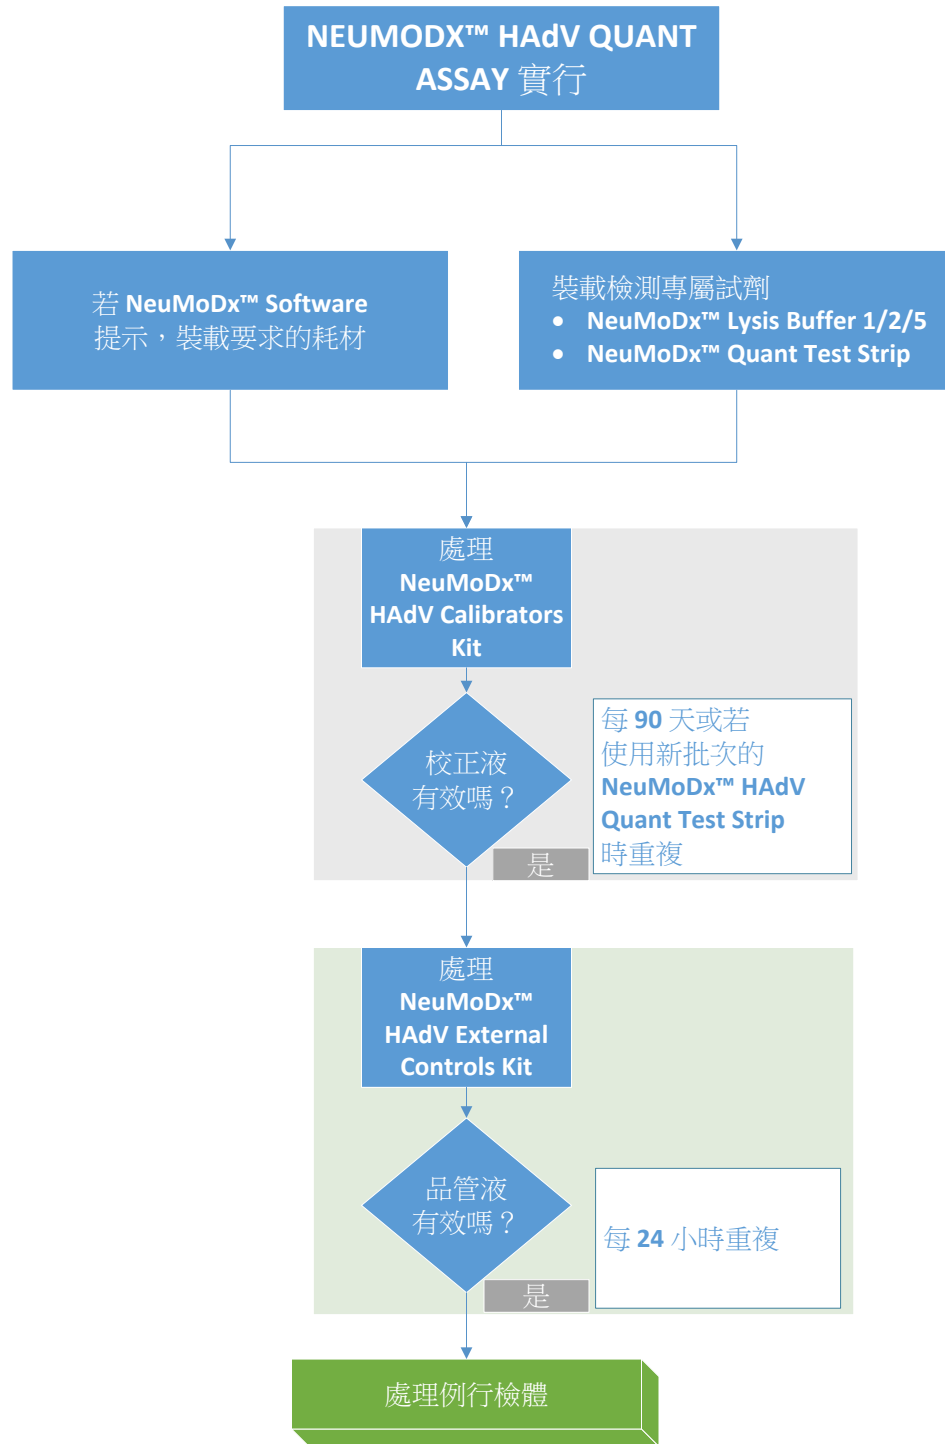 NEUMODX™ HAdV QUANT
ASSAY 實行
若 NeuMoDx™ Software
提示，裝載要求的耗材
裝載檢測專屬試劑
• NeuMoDx™ Lysis Buffer 1/2/5
• NeuMoDx™ Quant Test Strip
處理
NeuMoDx™
HAdV Calibrators
Kit
校正液
有效嗎？
每 90 天或若
使用新批次的
NeuMoDx™ HAdV
Quant Test Strip
時重複
是
處理
NeuMoDx™
HAdV External
Controls Kit
品管液
有效嗎？
每 24 小時重複
是
處理例行檢體